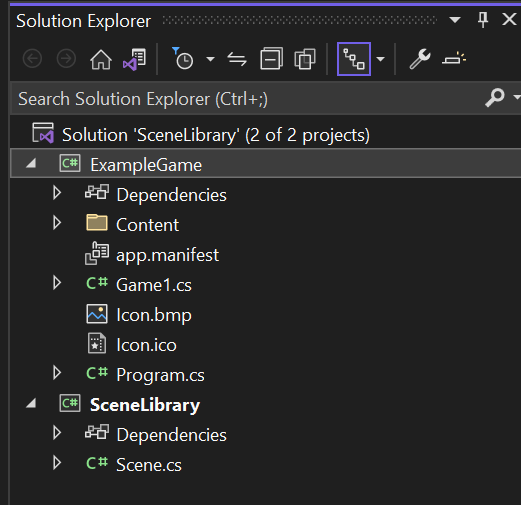 Solution Explorer
Search Solution Explorer (Ctrl+;)
Solution 'SceneLibrary' (2 of 2 projects)
C# ExampleGame
Dependencies
Content
app.manifest
C# Game1.cs
Icon.bmp
Icon.ico
C# Program.cs
C# SceneLibrary
Dependencies
C# Scene.cs